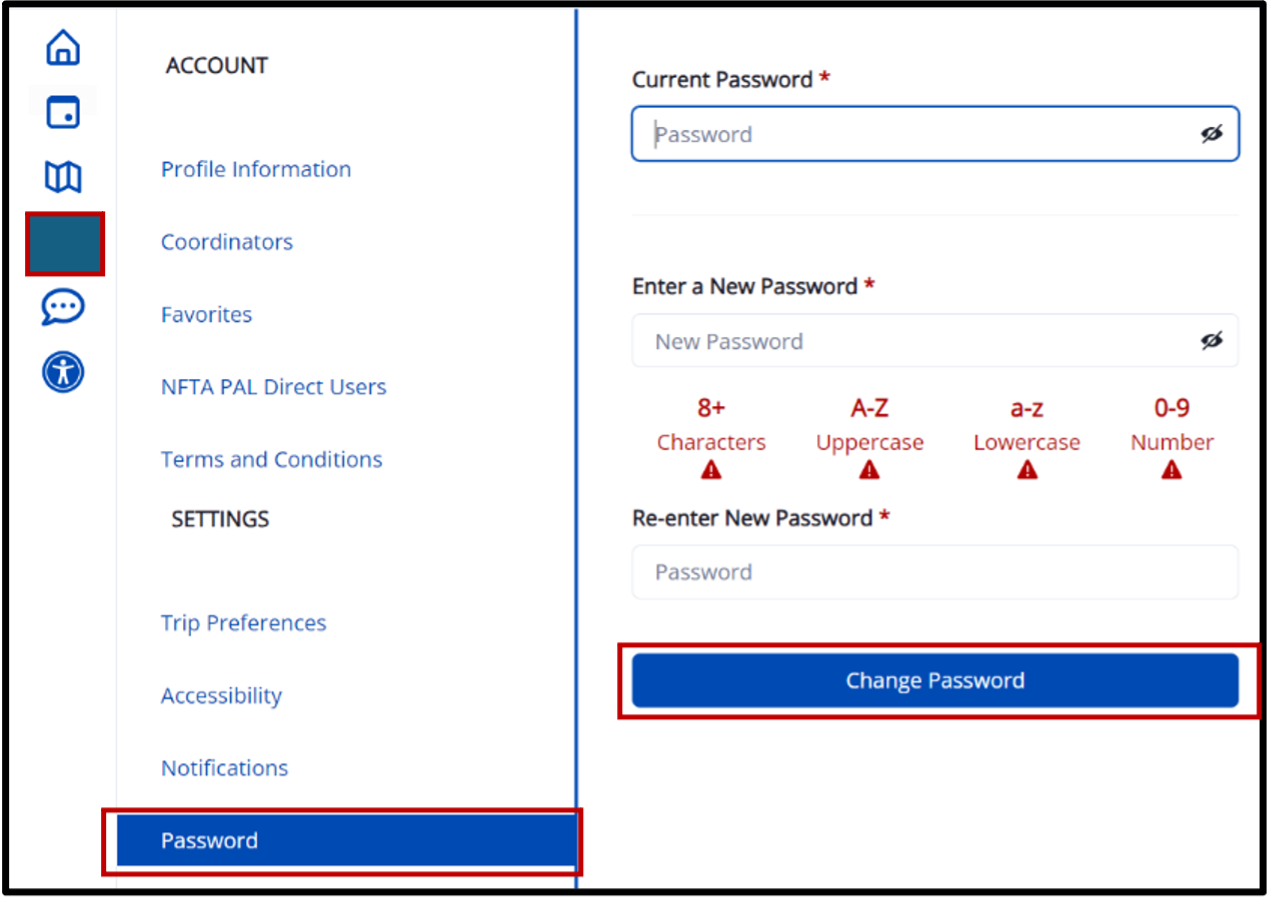 ACCOUNT
Profile Information
Coordinators
Favorites
NFTA PAL Direct Users
Terms and Conditions
SETTINGS
Trip Preferences
Accessibility
Notifications
Password
Current Password *
Password
Enter a New Password *
New Password
8+ A-Z a-z 0-9
Characters Uppercase Lowercase Number
Re-enter New Password *
Password
Change Password